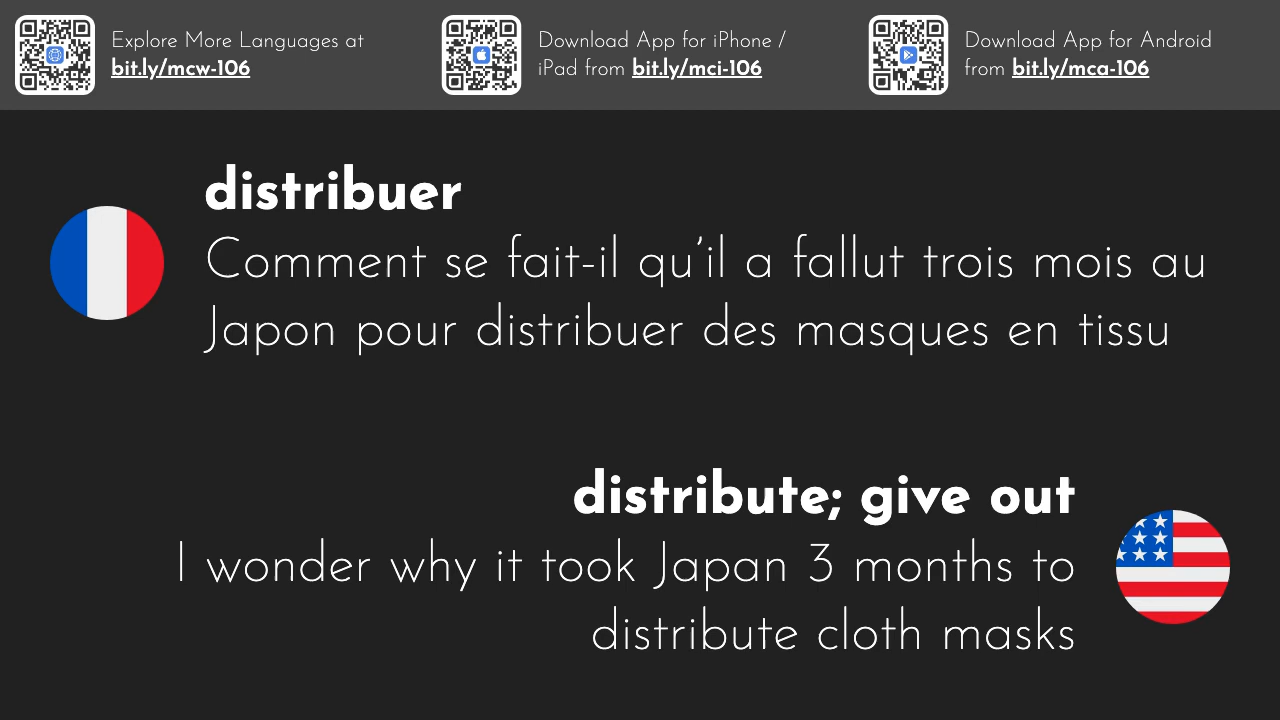 Explore More Languages at
bit.ly/mcw-106
Download App for iPhone /
iPad from bit.ly/mci-106
Download App for Android
from bit.ly/mca-106
distribuer
Comment se fait-il qu’il a fallut trois mois au
Japon pour distribuer des masques en tissu
distribute; give out
I wonder why it took Japan 3 months to
distribute cloth masks